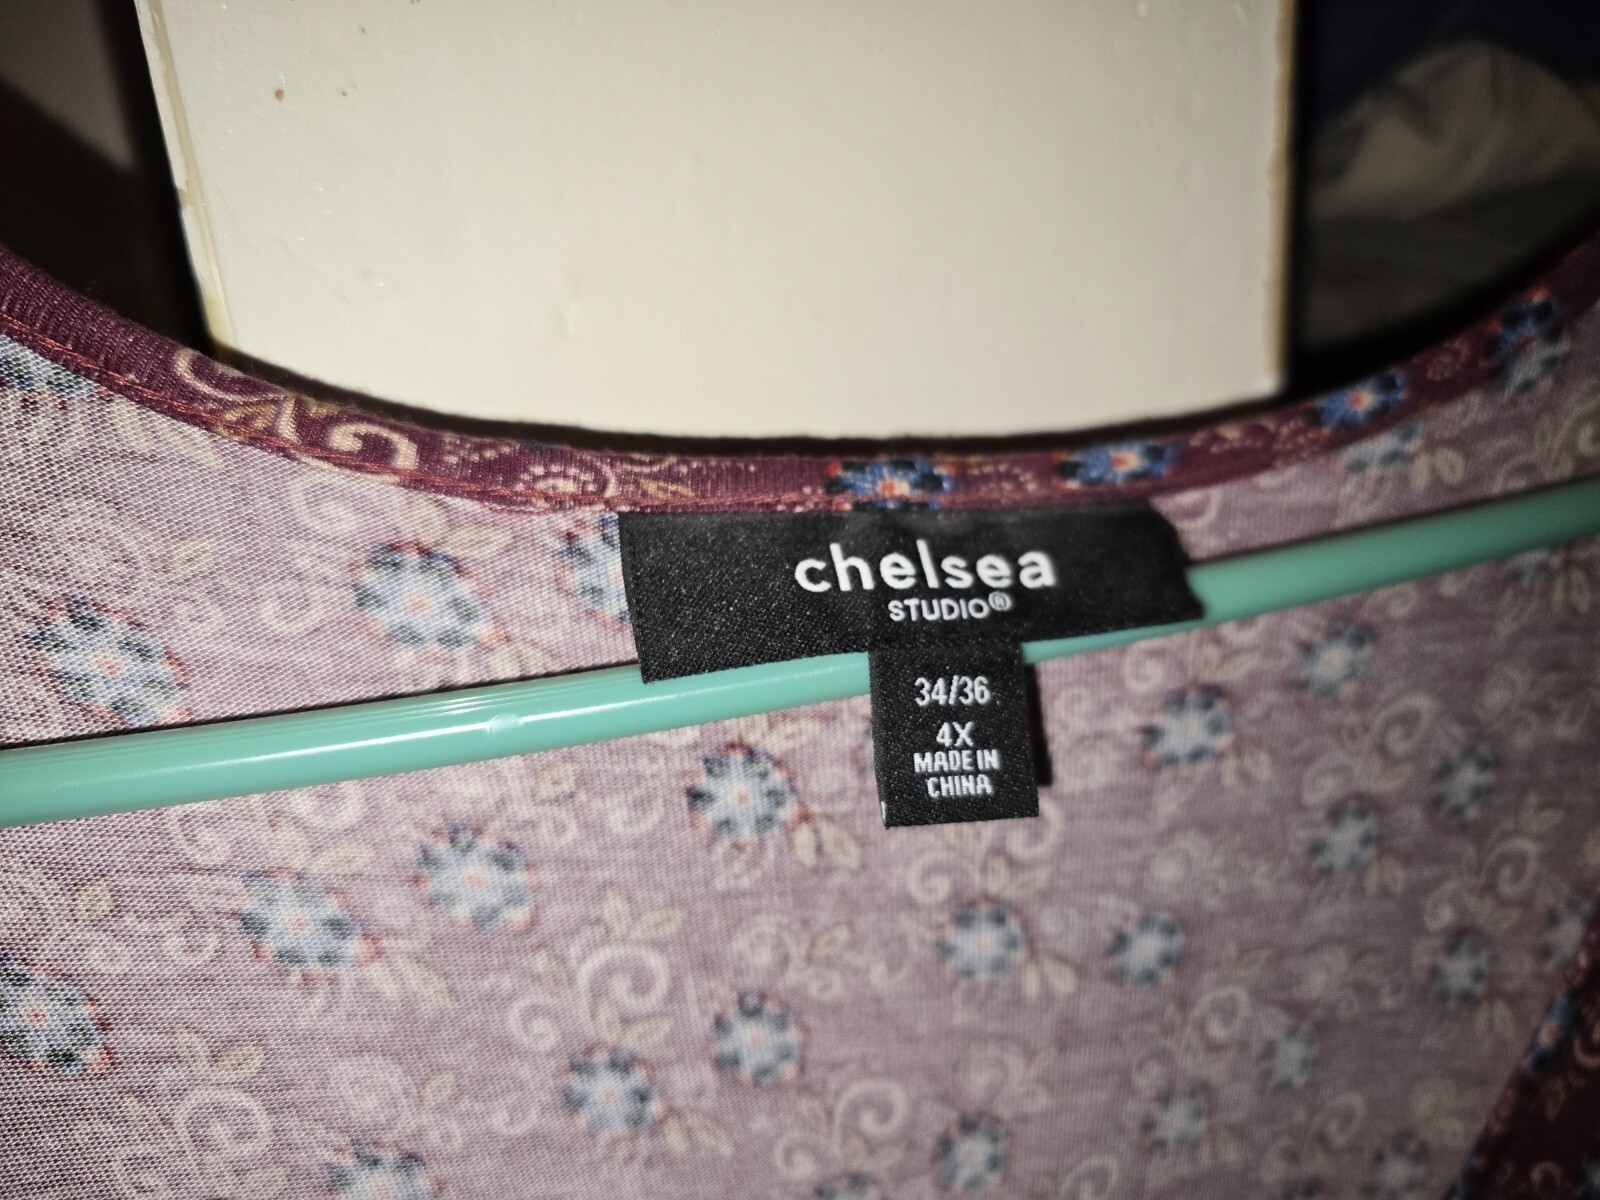 chelsea
STUDIO®
34/36
4X
MADE IN
CHINA